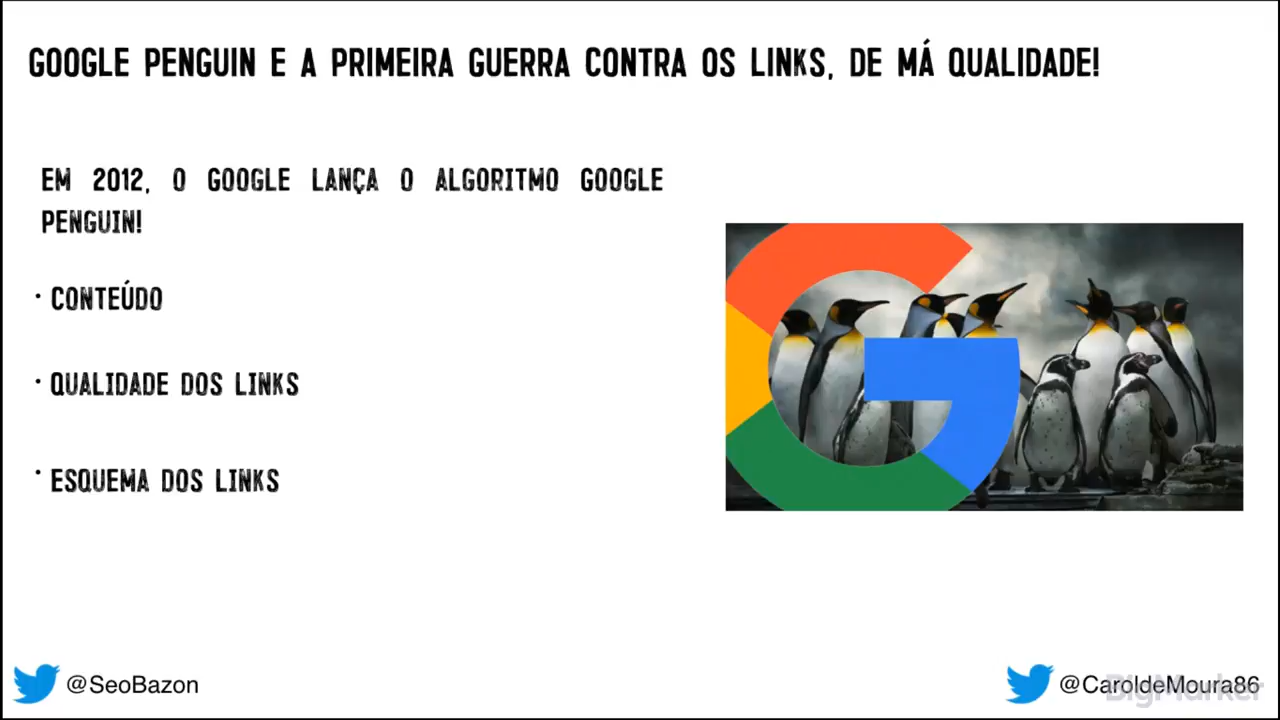 GOOGLE PENGUIN E A PRIMEIRA GUERRA CONTRA OS LINKS, DE MÁ QUALIDADE!
EM 2012, O GOOGLE LANÇA O ALGORITMO GOOGLE
PENGUIN!
· CONTEÚDO
· QUALIDADE DOS LINKS
· ESQUEMA DOS LINKS
@SeoBazon
@CaroldeMoura86
BigMarker